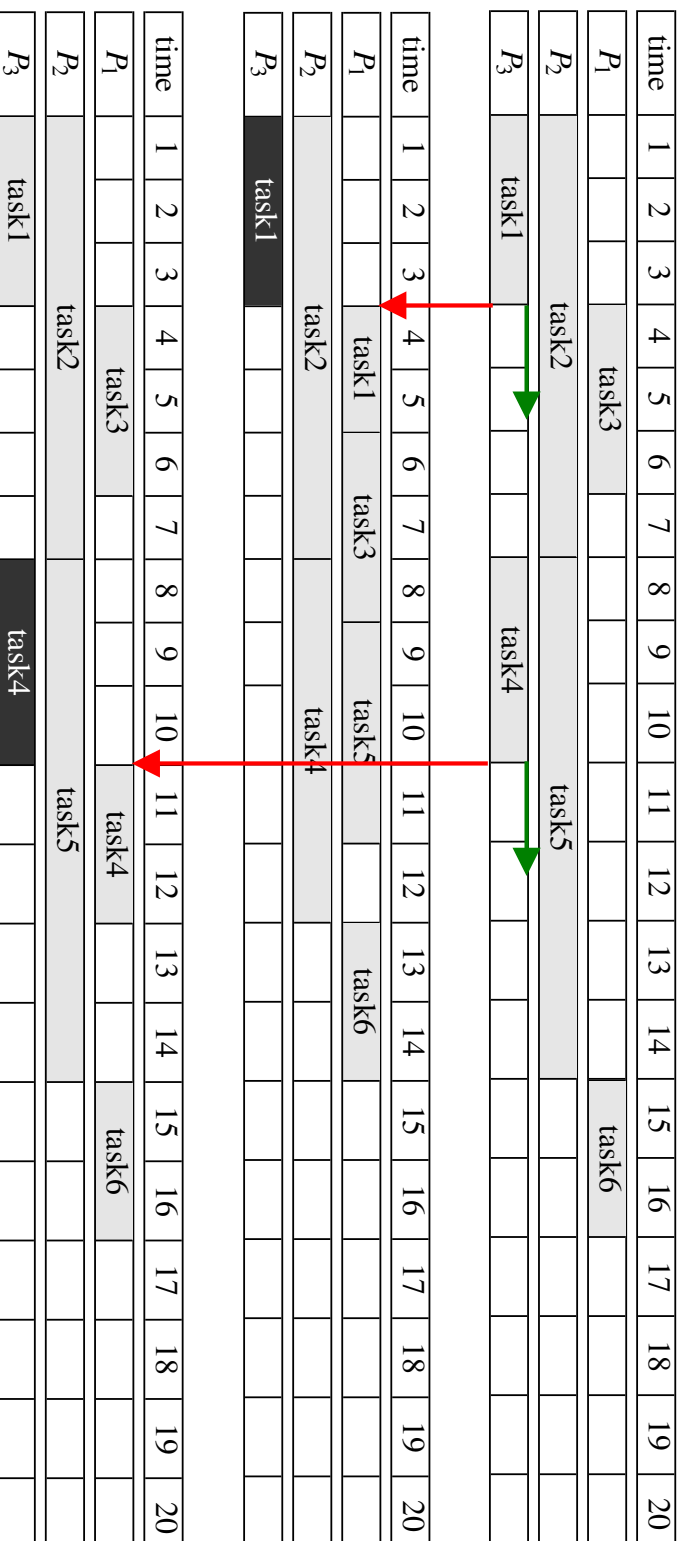 time 1 2 3 4 5 6 7 8 9 10 11 12 13 14 15 16 17 18 19 20
P1 task3 task6
P2 task2 task5
P3 task1 task4
time 1 2 3 4 5 6 7 8 9 10 11 12 13 14 15 16 17 18 19 20
P1 task1 task3 task5 task6
P2 task2 task4
P3 task1
time 1 2 3 4 5 6 7 8 9 10 11 12 13 14 15 16 17 18 19 20
P1 task3 task4 task6
P2 task2 task5
P3 task1 task4